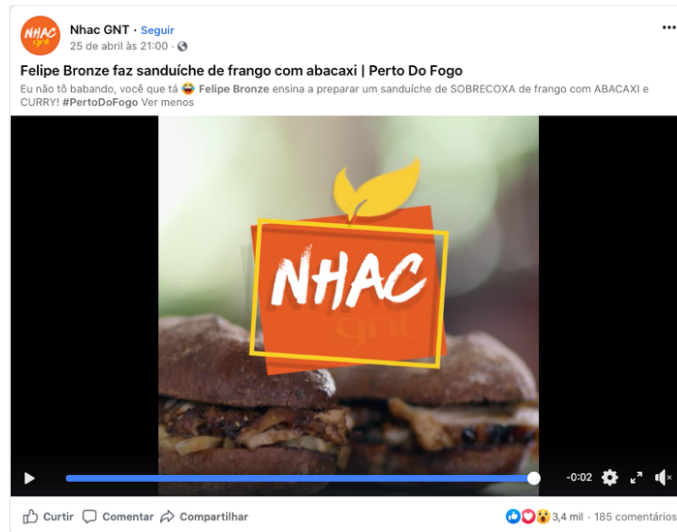 NHAC
gnt
Nhac GNT · Seguir
25 de abril às 21:00 ·
Felipe Bronze faz sanduíche de frango com abacaxi | Perto Do Fogo
Eu não tô babando, você que tá 😂 Felipe Bronze ensina a preparar um sanduíche de SOBRECOXA de frango com ABACAXI e
CURRY! #PertoDoFogo Ver menos
NHAC
gnt
-0:02
Curtir Comentar Compartilhar 3,4 mil · 185 comentários